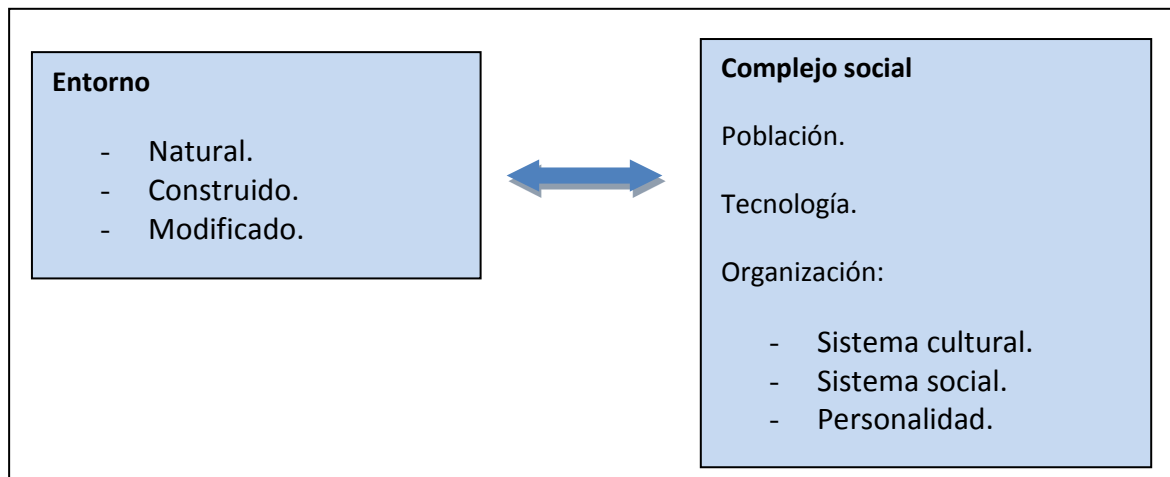 Entorno
- Natural.
- Construido.
- Modificado.
Complejo social
Población.
Tecnología.
Organización:
- Sistema cultural.
- Sistema social.
- Personalidad.